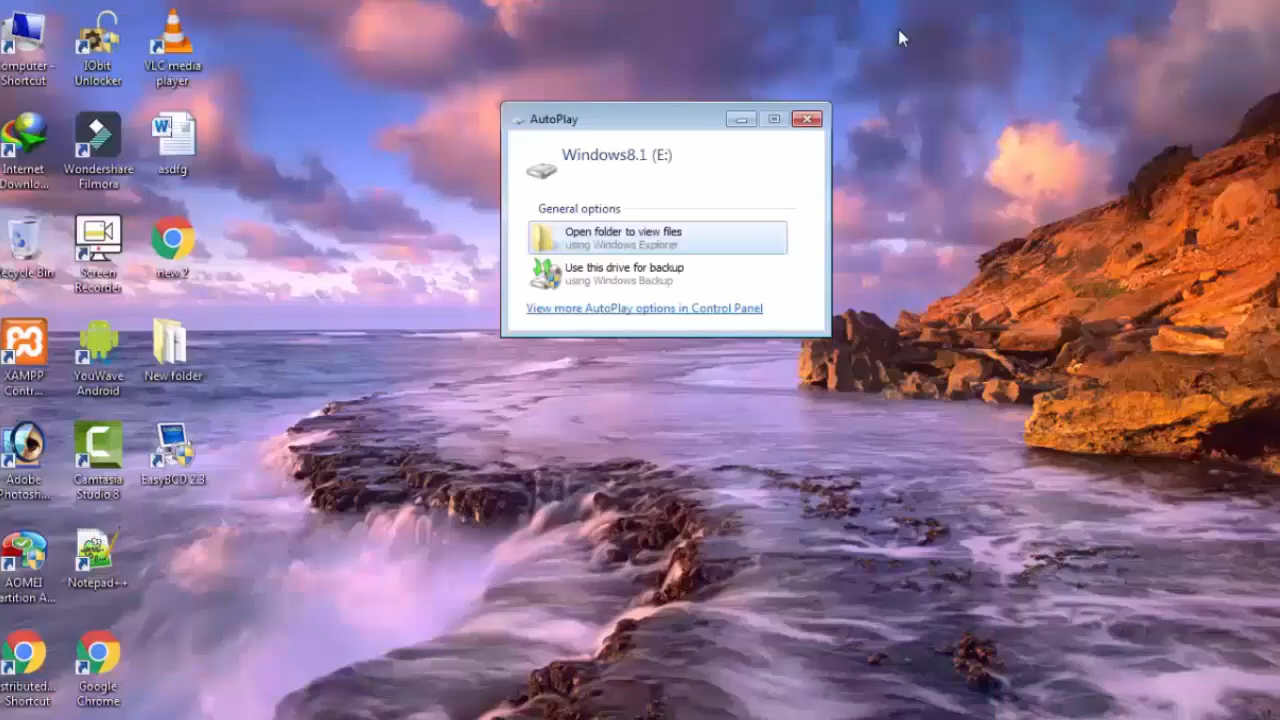 omputer -
Shortcut
IObit
Unlocker
VLC media
player
Internet
Downlo...
Wondershare
Filmora
asdfg
ecycle Bin
Screen
Recorder
new 2
XAMPP
Contr...
YouWave
Android
New folder
Adobe
Photosh...
Camtasia
Studio 8
EasyBCD 2.3
AOMEI
artition A...
Notepad++
stributed...
- Shortcut
Google
Chrome
AutoPlay
Windows8.1 (E:)
General options
Open folder to view files
using Windows Explorer
Use this drive for backup
using Windows Backup
View more AutoPlay options in Control Panel